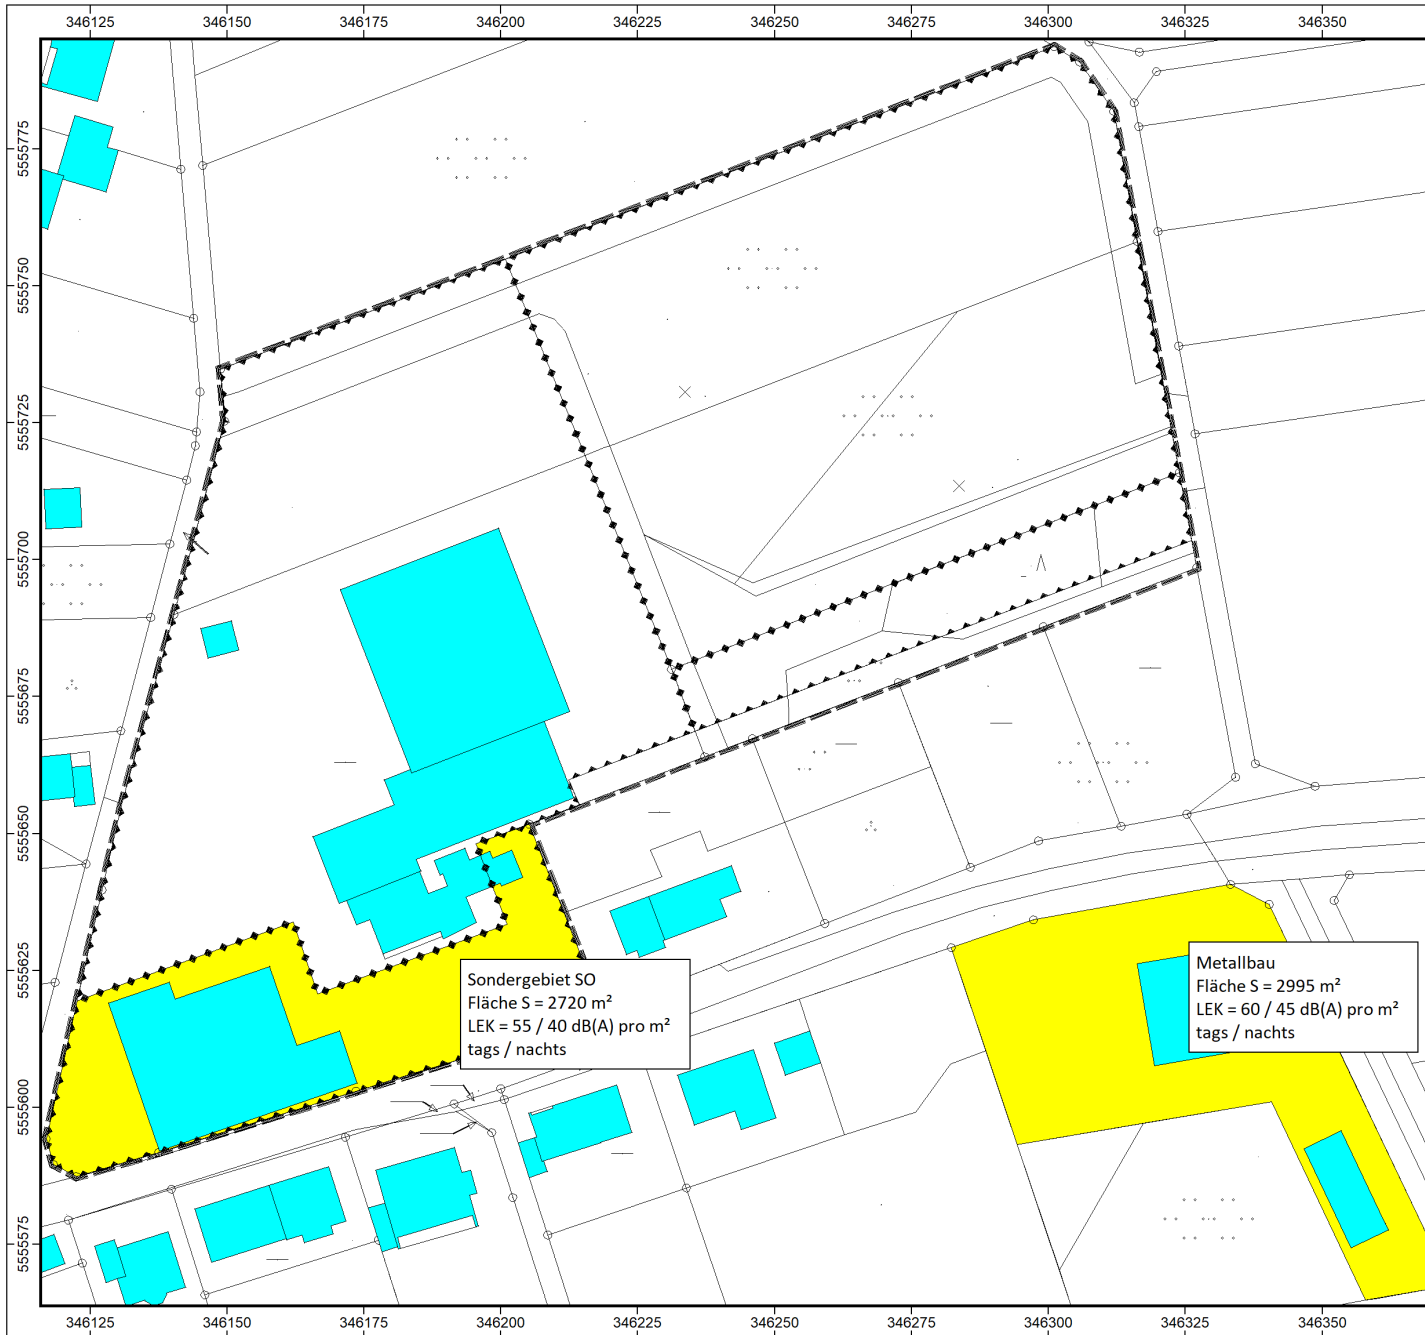 346125 346150 346175 346200 346225 346250 346275 346300 346325 346350
5555775
5555750
5555725
5555700
5555675
5555650
5555625
5555600
5555575
Sondergebiet SO
Fläche S = 2720 m²
LEK = 55 / 40 dB(A) pro m²
tags / nachts
Metallbau
Fläche S = 2995 m²
LEK = 60 / 45 dB(A) pro m²
tags / nachts
346125 346150 346175 346200 346225 346250 346275 346300 346325 346350